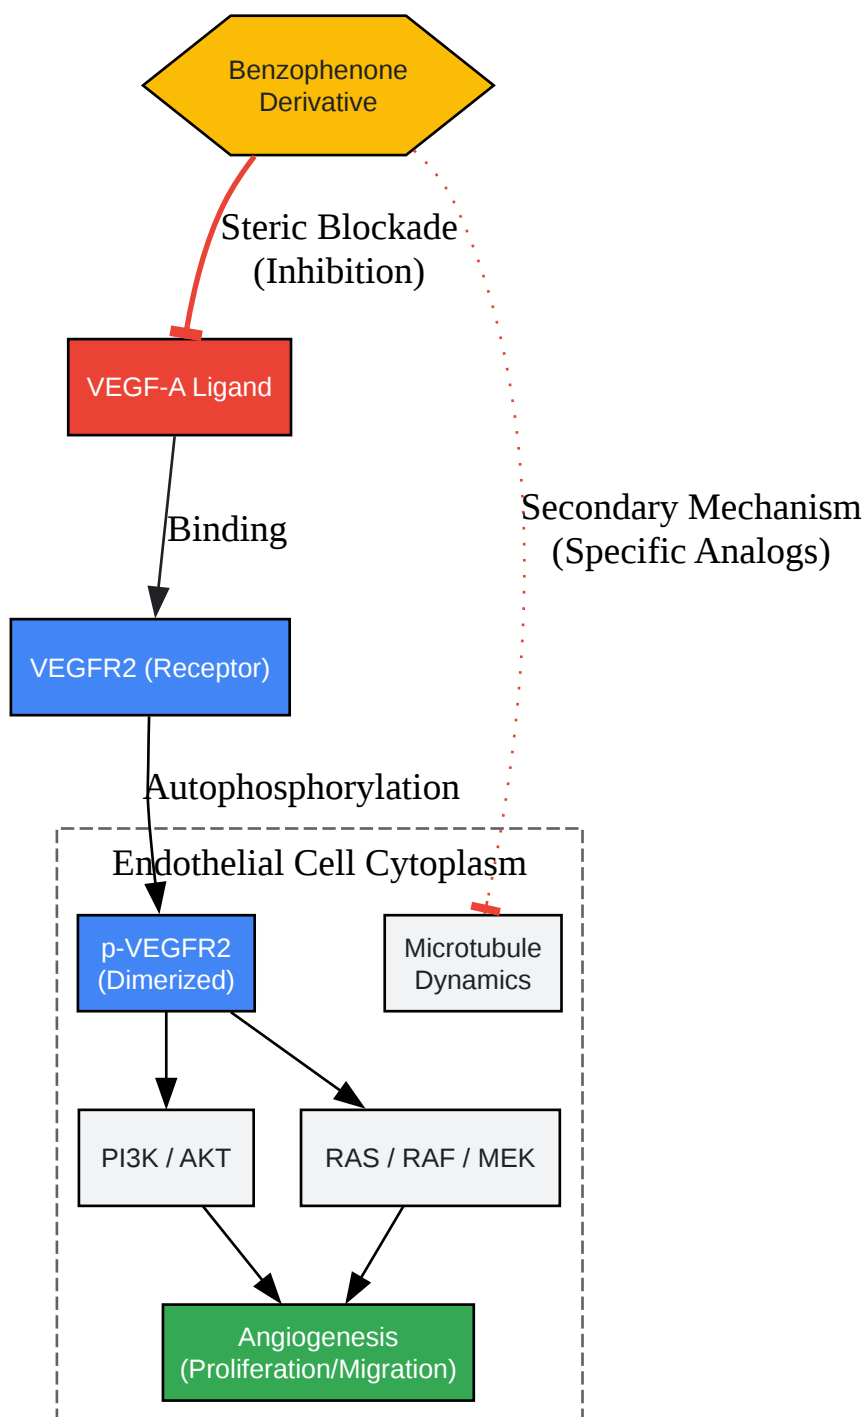 Benzophenone
Derivative
Steric Blockade
(Inhibition)
VEGF-A Ligand
Secondary Mechanism
(Specific Analogs)
Binding
VEGFR2 (Receptor)
Autophosphorylation
Endothelial Cell Cytoplasm
p-VEGFR2
(Dimerized)
Microtubule
Dynamics
PI3K / AKT
RAS / RAF / MEK
Angiogenesis
(Proliferation/Migration)